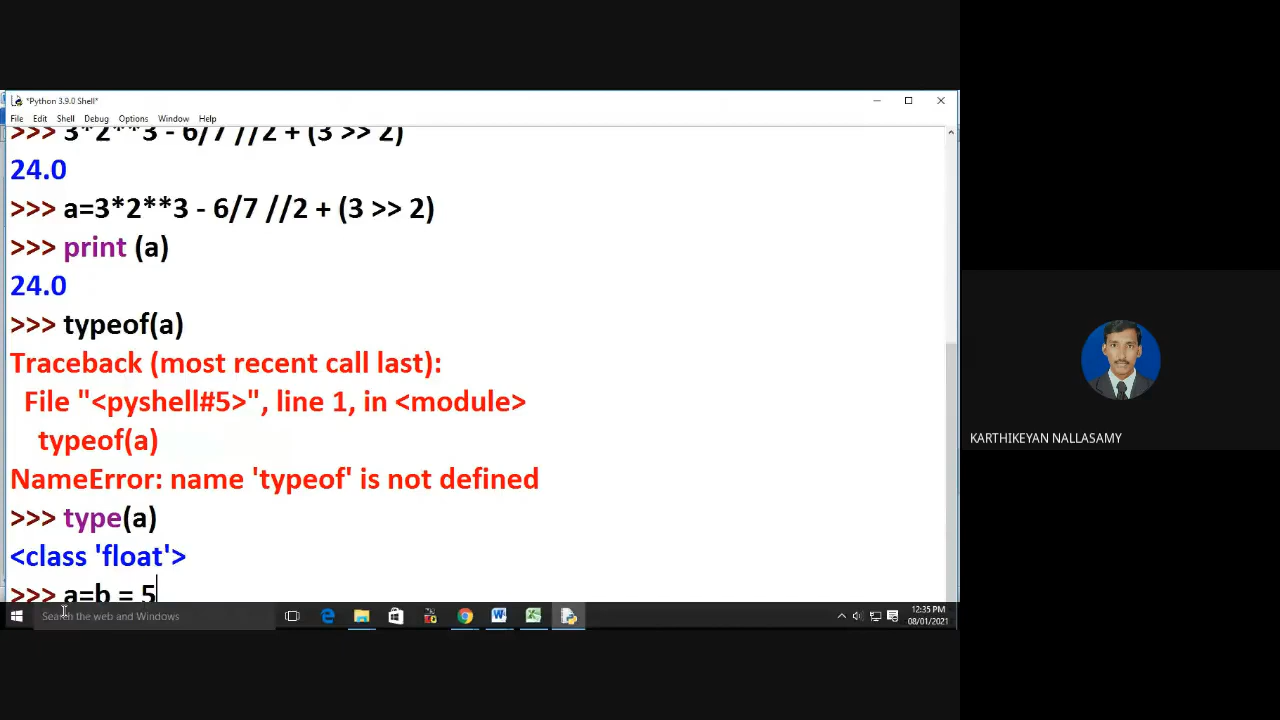 *Python 3.9.0 Shell*
File Edit Shell Debug Options Window Help
>>> 3*2**3 - 6/7 //2 + (3 >> 2)
24.0
>>> a=3*2**3 - 6/7 //2 + (3 >> 2)
>>> print (a)
24.0
>>> typeof(a)
Traceback (most recent call last):
File "<pyshell#5>", line 1, in <module>
typeof(a)
NameError: name 'typeof' is not defined
>>> type(a)
<class 'float'>
>>> a=b = 5
Search the web and Windows
12:35 PM
08/01/2021
KARTHIKEYAN NALLASAMY